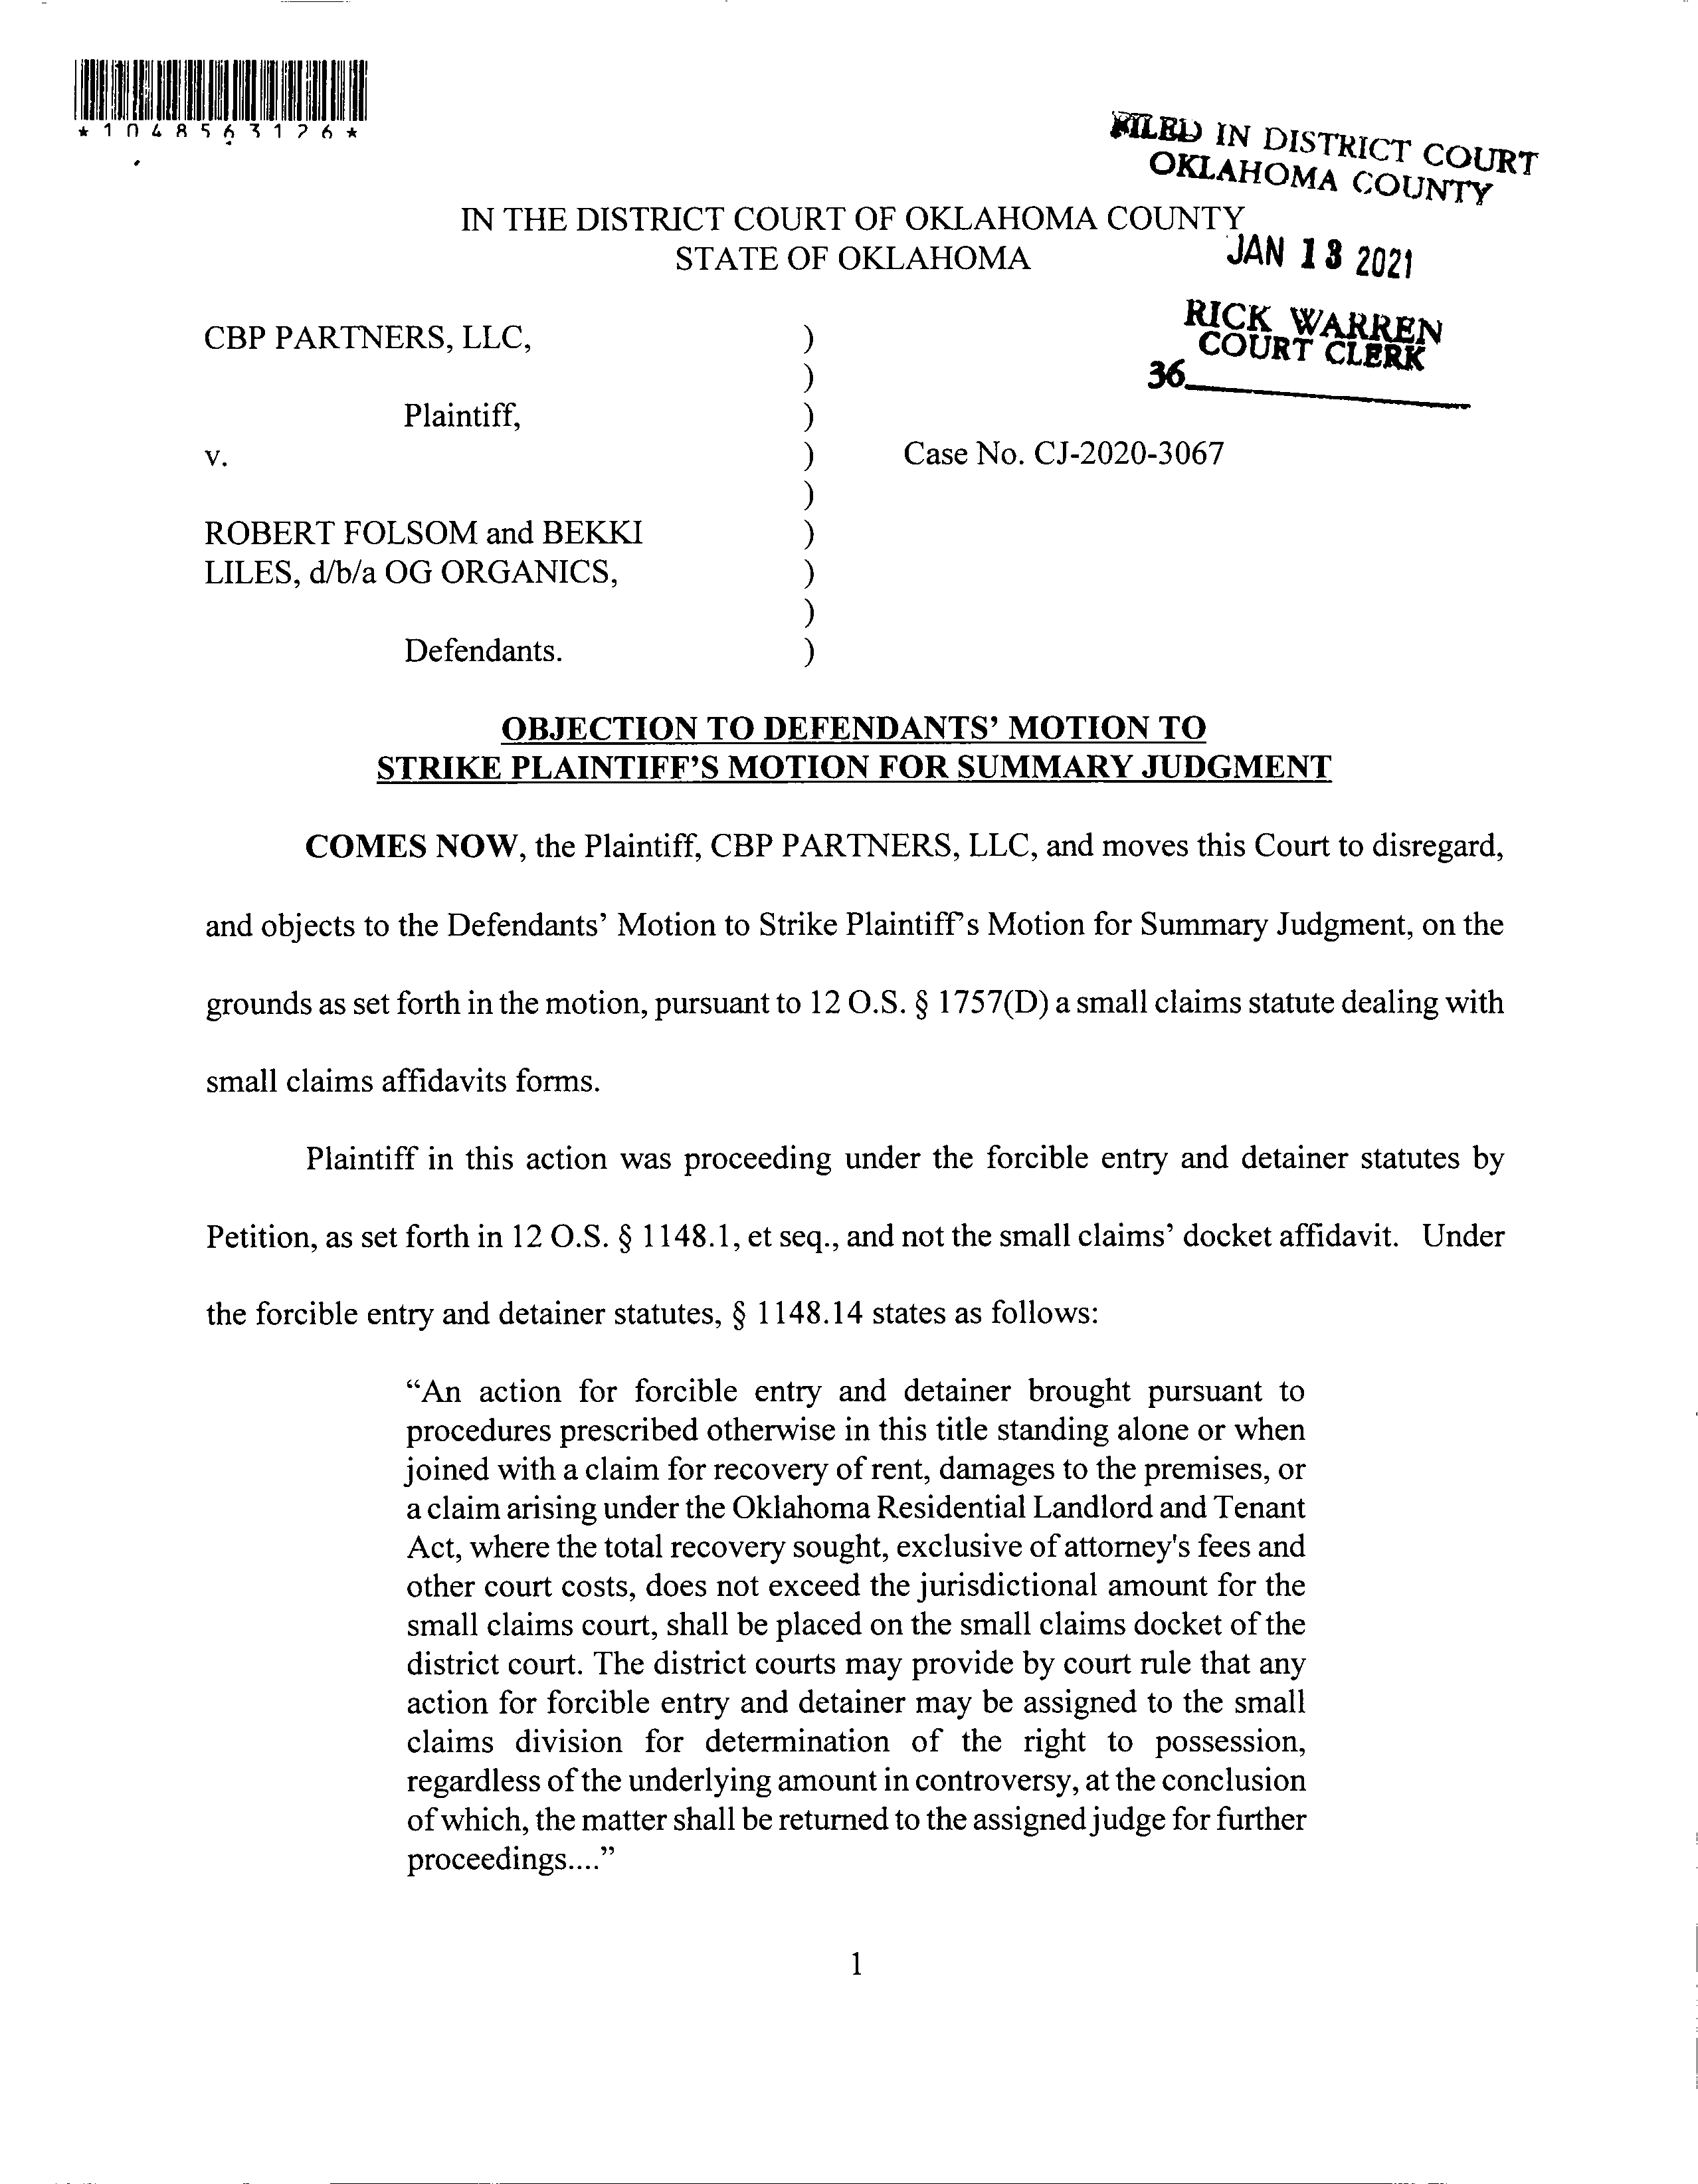 *1048563126*
FILED IN DISTRICT COURT
OKLAHOMA COUNTY
IN THE DISTRICT COURT OF OKLAHOMA COUNTY
STATE OF OKLAHOMA
JAN 13 2021
RICK WARREN
COURT CLERK
36
CBP PARTNERS, LLC, )
)
Plaintiff, )
v. ) Case No. CJ-2020-3067
)
ROBERT FOLSOM and BEKKI )
LILES, d/b/a OG ORGANICS, )
)
Defendants. )
OBJECTION TO DEFENDANTS’ MOTION TO
STRIKE PLAINTIFF’S MOTION FOR SUMMARY JUDGMENT
COMES NOW, the Plaintiff, CBP PARTNERS, LLC, and moves this Court to disregard,
and objects to the Defendants’ Motion to Strike Plaintiff’s Motion for Summary Judgment, on the
grounds as set forth in the motion, pursuant to 12 O.S. § 1757(D) a small claims statute dealing with
small claims affidavits forms.
Plaintiff in this action was proceeding under the forcible entry and detainer statutes by
Petition, as set forth in 12 O.S. § 1148.1, et seq., and not the small claims’ docket affidavit. Under
the forcible entry and detainer statutes, § 1148.14 states as follows:
“An action for forcible entry and detainer brought pursuant to
procedures prescribed otherwise in this title standing alone or when
joined with a claim for recovery of rent, damages to the premises, or
a claim arising under the Oklahoma Residential Landlord and Tenant
Act, where the total recovery sought, exclusive of attorney's fees and
other court costs, does not exceed the jurisdictional amount for the
small claims court, shall be placed on the small claims docket of the
district court. The district courts may provide by court rule that any
action for forcible entry and detainer may be assigned to the small
claims division for determination of the right to possession,
regardless of the underlying amount in controversy, at the conclusion
of which, the matter shall be returned to the assigned judge for further
proceedings....”
1